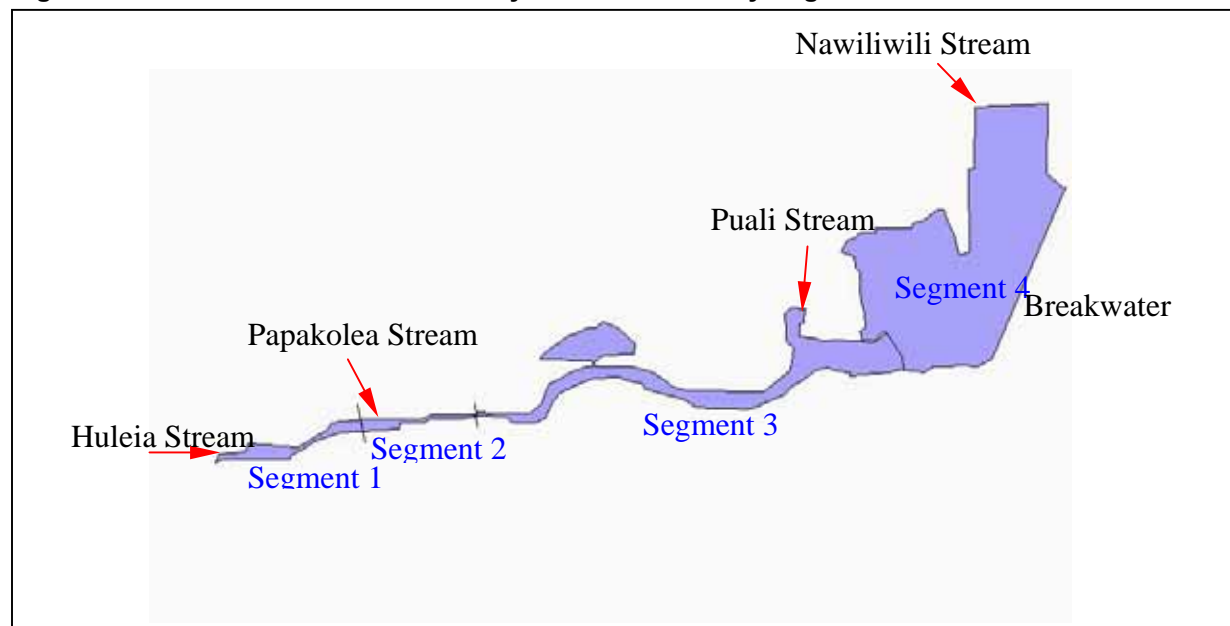 Nawiliwili Stream
Puali Stream
Segment 4
Breakwater
Papakolea Stream
Segment 3
Huleia Stream
Segment 2
Segment 1